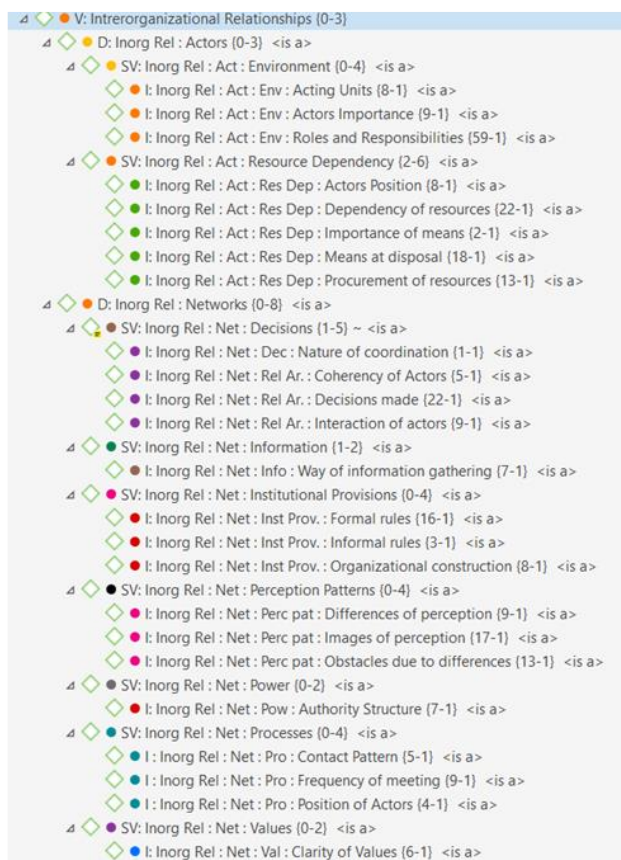 V: Intrerorganizational Relationships {0-3}
D: Inorg Rel : Actors {0-3} <is a>
SV: Inorg Rel : Act : Environment {0-4} <is a>
I: Inorg Rel : Act : Env : Acting Units {8-1} <is a>
I: Inorg Rel : Act : Env : Actors Importance {9-1} <is a>
I: Inorg Rel : Act : Env : Roles and Responsibilities {59-1} <is a>
SV: Inorg Rel : Act : Resource Dependency {2-6} <is a>
I: Inorg Rel : Act : Res Dep : Actors Position {8-1} <is a>
I: Inorg Rel : Act : Res Dep : Dependency of resources {22-1} <is a>
I: Inorg Rel : Act : Res Dep : Importance of means {2-1} <is a>
I: Inorg Rel : Act : Res Dep : Means at disposal {18-1} <is a>
I: Inorg Rel : Act : Res Dep : Procurement of resources {13-1} <is a>
D: Inorg Rel : Networks {0-8} <is a>
SV: Inorg Rel : Net : Decisions {1-5} ~ <is a>
I: Inorg Rel : Net : Dec : Nature of coordination {1-1} <is a>
I: Inorg Rel : Net : Rel Ar. : Coherency of Actors {5-1} <is a>
I: Inorg Rel : Net : Rel Ar. : Decisions made {22-1} <is a>
I: Inorg Rel : Net : Rel Ar. : Interaction of actors {9-1} <is a>
SV: Inorg Rel : Net : Information {1-2} <is a>
I: Inorg Rel : Net : Info : Way of information gathering {7-1} <is a>
SV: Inorg Rel : Net : Institutional Provisions {0-4} <is a>
I: Inorg Rel : Net : Inst Prov. : Formal rules {16-1} <is a>
I: Inorg Rel : Net : Inst Prov. : Informal rules {3-1} <is a>
I: Inorg Rel : Net : Inst Prov. : Organizational construction {8-1} <is a>
SV: Inorg Rel : Net : Perception Patterns {0-4} <is a>
I: Inorg Rel : Net : Perc pat : Differences of perception {9-1} <is a>
I: Inorg Rel : Net : Perc pat : Images of perception {17-1} <is a>
I: Inorg Rel : Net : Perc pat : Obstacles due to differences {13-1} <is a>
SV: Inorg Rel : Net : Power {0-2} <is a>
I: Inorg Rel : Net : Pow : Authority Structure {7-1} <is a>
SV: Inorg Rel : Net : Processes {0-4} <is a>
I : Inorg Rel : Net : Pro : Contact Pattern {5-1} <is a>
I : Inorg Rel : Net : Pro : Frequency of meeting {9-1} <is a>
I : Inorg Rel : Net : Pro : Position of Actors {4-1} <is a>
SV: Inorg Rel : Net : Values {0-2} <is a>
I: Inorg Rel : Net : Val : Clarity of Values {6-1} <is a>